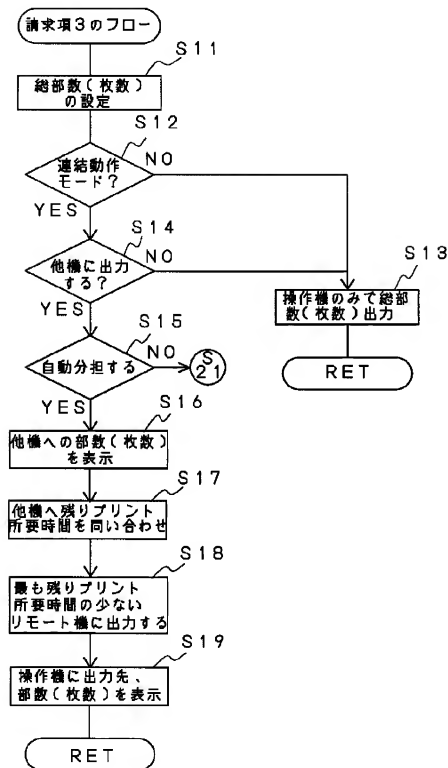 請求項3のフロー
S11
総部数(枚数)
の設定
S12
連結動作
モード?
NO
YES
S14
他機に出力
する?
NO
YES
S13
操作機のみで総部
数(枚数)出力
RET
S15
自動分担する
NO
S
21
YES
S16
他機への部数(枚数)
を表示
S17
他機へ残りプリント
所要時間を問い合わせ
S18
最も残りプリント
所要時間の少ない
リモート機に出力する
S19
操作機に出力先、
部数(枚数)を表示
RET